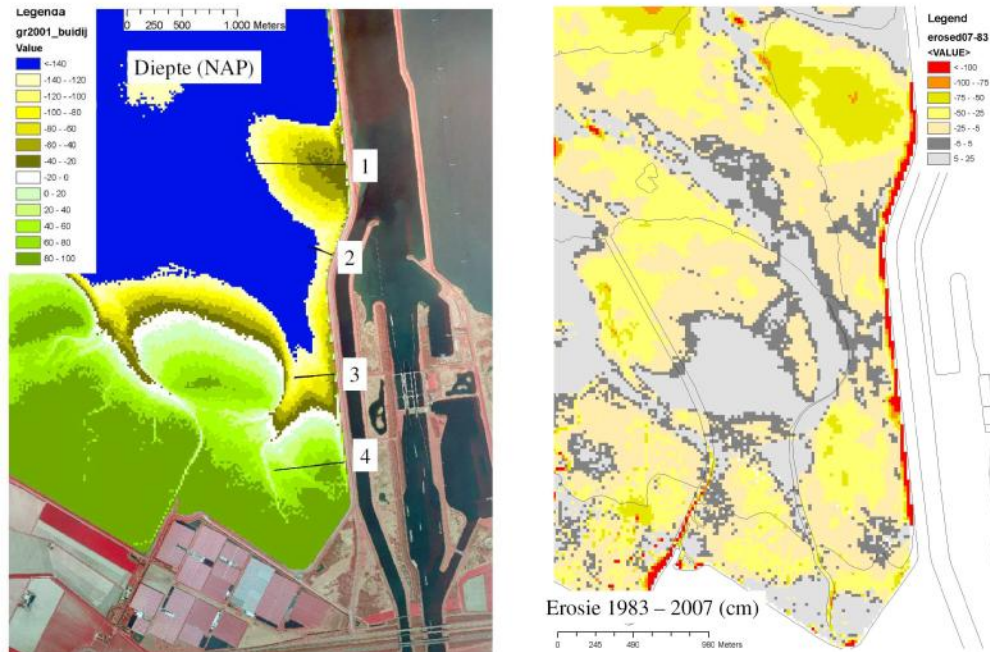 Legenda
gr2001_buidij
Value
<-140
-140 - -120
-120 - -100
-100 - -80
-80 - -60
-60 - -40
-40 - -20
-20 - 0
0 - 20
20 - 40
40 - 60
60 - 80
80 - 100
0 250 500 1.000 Meters
Diepte (NAP)
1
2
3
4
Legend
erosed07-83
<VALUE>
< -100
-100 - -75
-75 - -50
-50 - -25
-25 - -5
-5 - 5
5 - 25
Erosie 1983 – 2007 (cm)
0 245 490 980 Meters